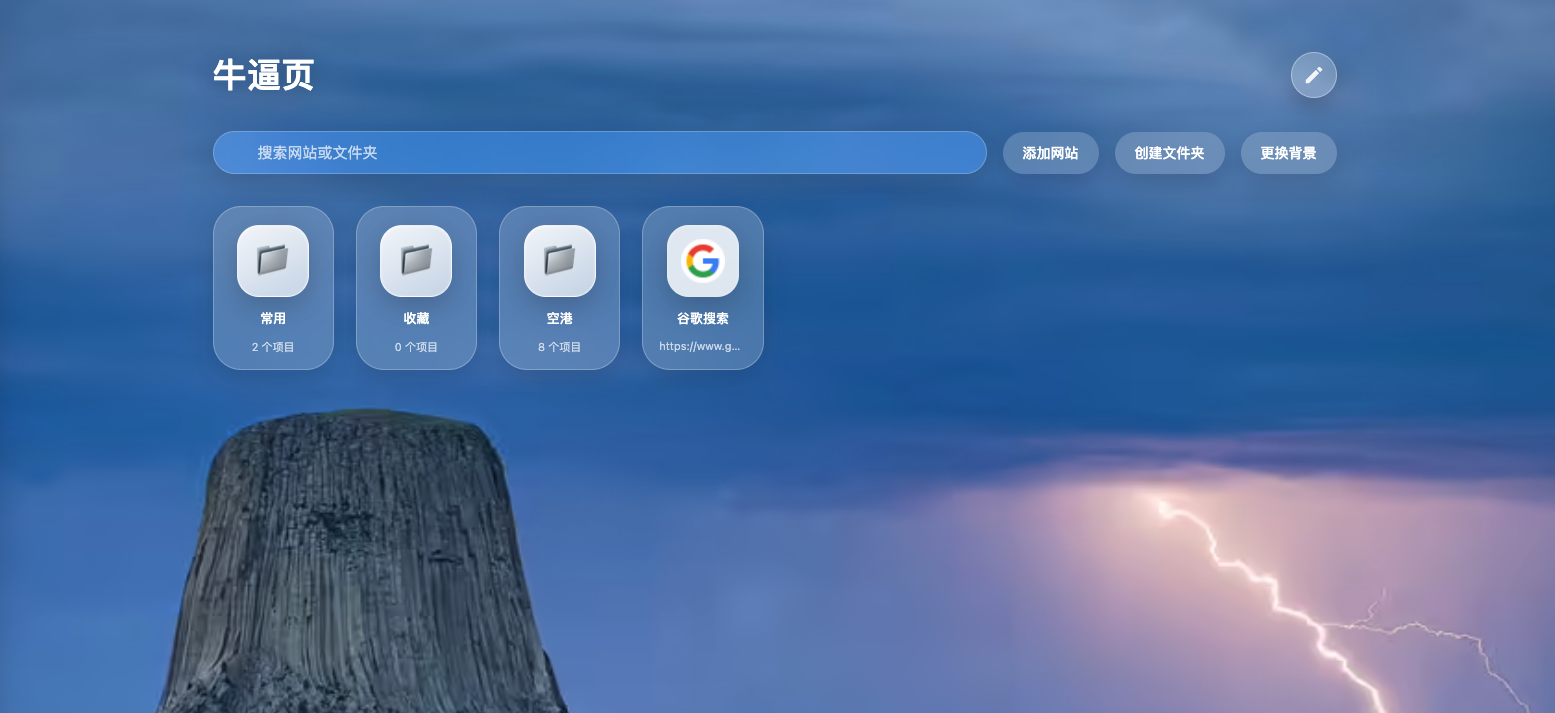 牛逼页
搜索网站或文件夹
添加网站
创建文件夹
更换背景
常用
2 个项目
收藏
0 个项目
空港
8 个项目
谷歌搜索
https://www.g...